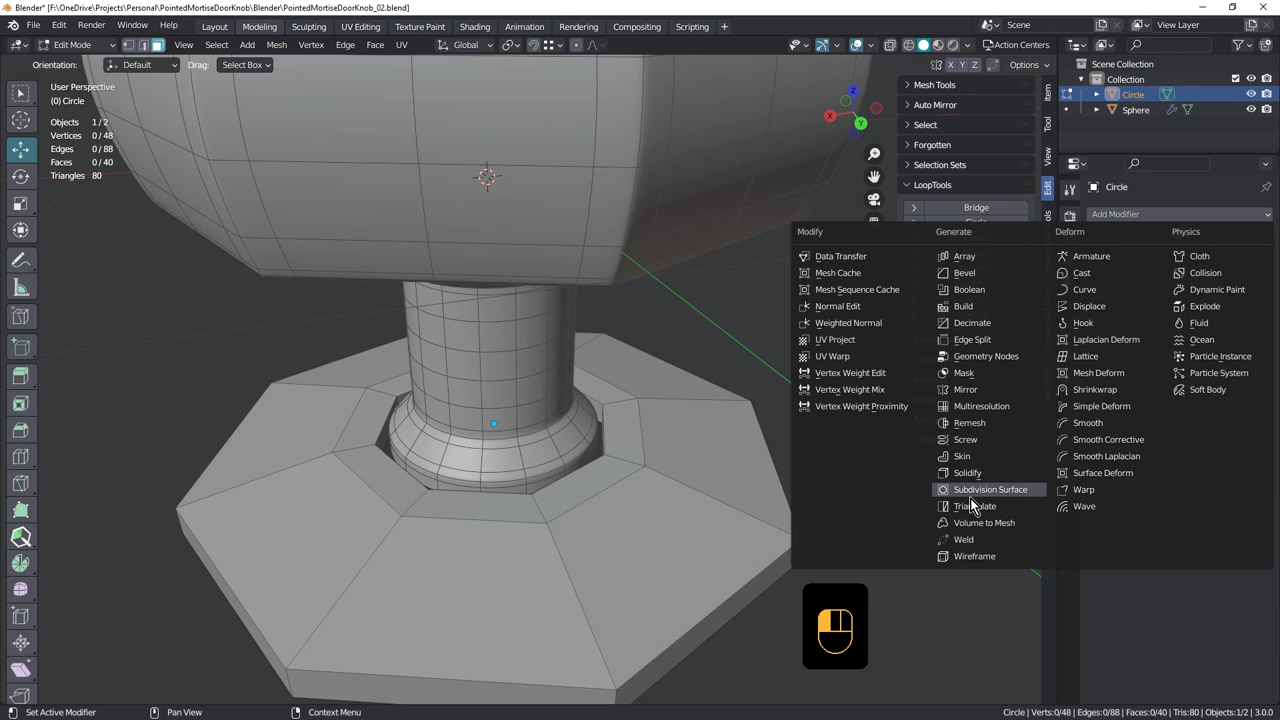 Blender* [F:\OneDrive\Projects\Personal\PointedMortiseDoorKnob\Blender\PointedMortiseDoorKnob_02.blend]
File Edit Render Window Help Layout Modeling Sculpting UV Editing Texture Paint Shading Animation Rendering Compositing Scripting Scene View Layer
Edit Mode View Select Add Mesh Vertex Edge Face UV Global Action Centers
Orientation: Default Drag: Select Box X Y Z Options
User Perspective
(0) Circle
Objects 1/2
Vertices 0/48
Edges 0/88
Faces 0/40
Triangles 80
Z
X
Y
Mesh Tools
Auto Mirror
Select
Forgotten
Selection Sets
LoopTools
Bridge
Item
Tool
View
Edit
Scene Collection
Collection
Circle
Sphere
Circle
Add Modifier
Modify
Data Transfer
Mesh Cache
Mesh Sequence Cache
Normal Edit
Weighted Normal
UV Project
UV Warp
Vertex Weight Edit
Vertex Weight Mix
Vertex Weight Proximity
Generate
Array
Bevel
Boolean
Build
Decimate
Edge Split
Geometry Nodes
Mask
Mirror
Multiresolution
Remesh
Screw
Skin
Solidify
Subdivision Surface
Volume to Mesh
Weld
Wireframe
Deform
Armature
Cast
Curve
Displace
Hook
Laplacian Deform
Lattice
Mesh Deform
Shrinkwrap
Simple Deform
Smooth
Smooth Corrective
Smooth Laplacian
Surface Deform
Warp
Wave
Physics
Cloth
Collision
Dynamic Paint
Explode
Fluid
Ocean
Particle Instance
Particle System
Soft Body
Set Active Modifier Pan View Context Menu Circle | Verts:0/48 | Edges:0/88 | Faces:0/40 | Tris:80 | Objects:1/2 | 3.0.0